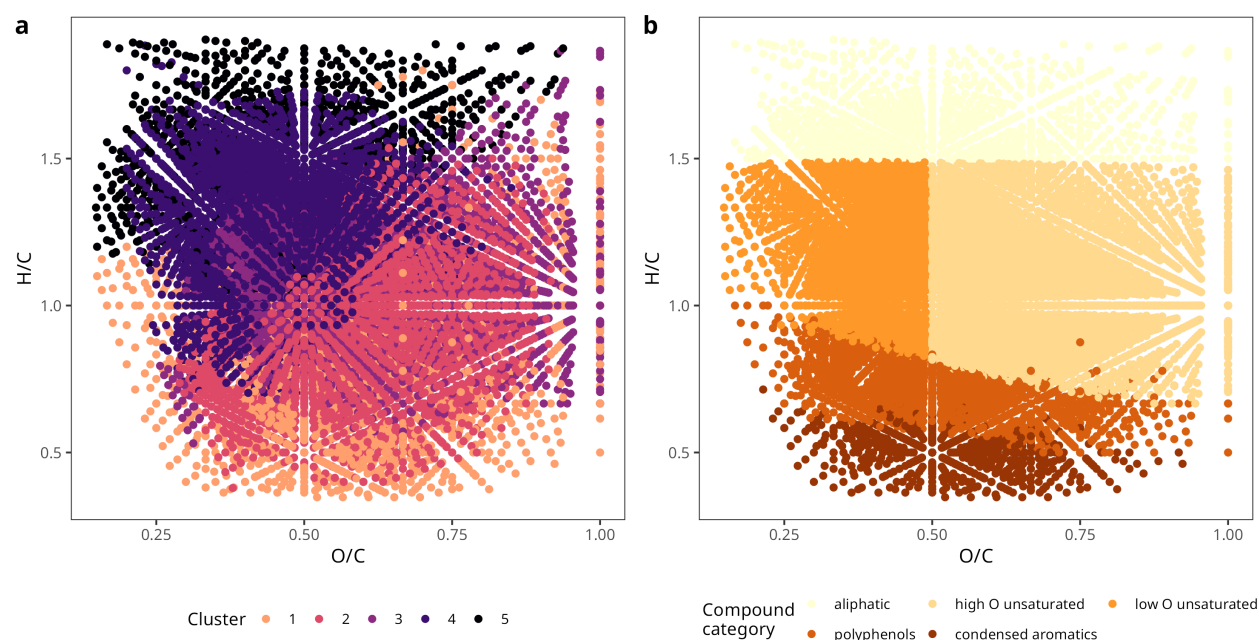 a
b
1.5
1.0
0.5
H/C
0.25
0.50
0.75
1.00
O/C
Cluster 1 2 3 4 5
1.5
1.0
0.5
H/C
0.25
0.50
0.75
1.00
O/C
Compound
category
aliphatic
high O unsaturated
low O unsaturated
polyphenols
condensed aromatics